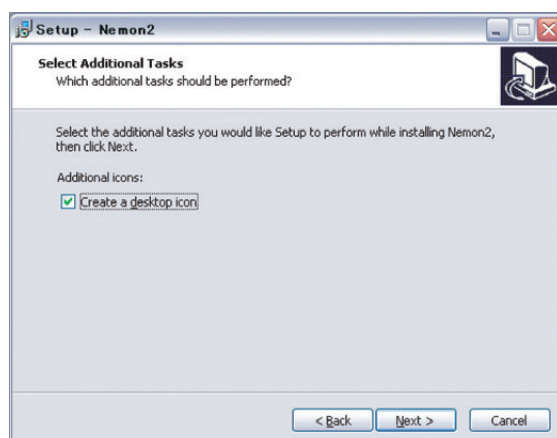 Setup - Nemon2
Select Additional Tasks
Which additional tasks should be performed?
Select the additional tasks you would like Setup to perform while installing Nemon2,
then click Next.
Additional icons:
Create a desktop icon
< Back
Next >
Cancel